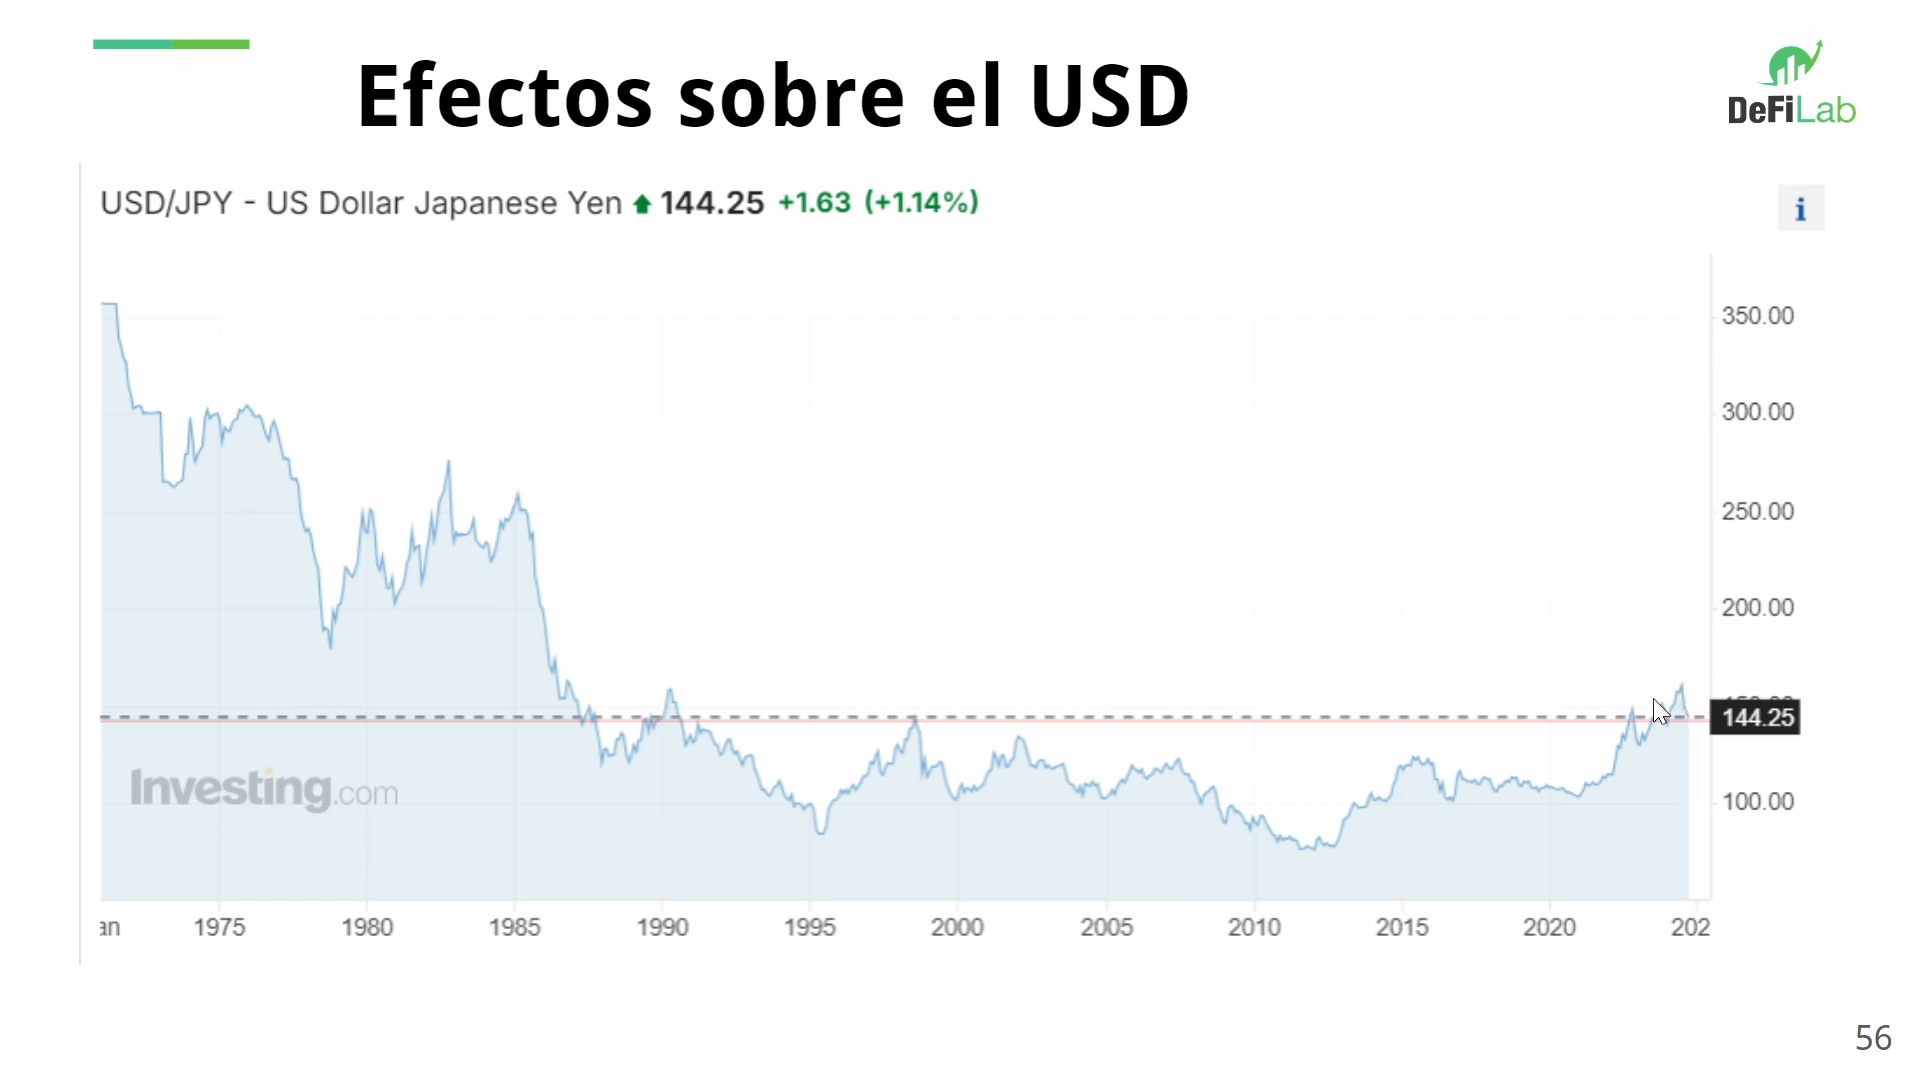 Efectos sobre el USD
DeFiLab
USD/JPY - US Dollar Japanese Yen 144.25 +1.63 (+1.14%)
i
350.00
300.00
250.00
200.00
144.25
100.00
Investing.com
an 1975 1980 1985 1990 1995 2000 2005 2010 2015 2020 202
56